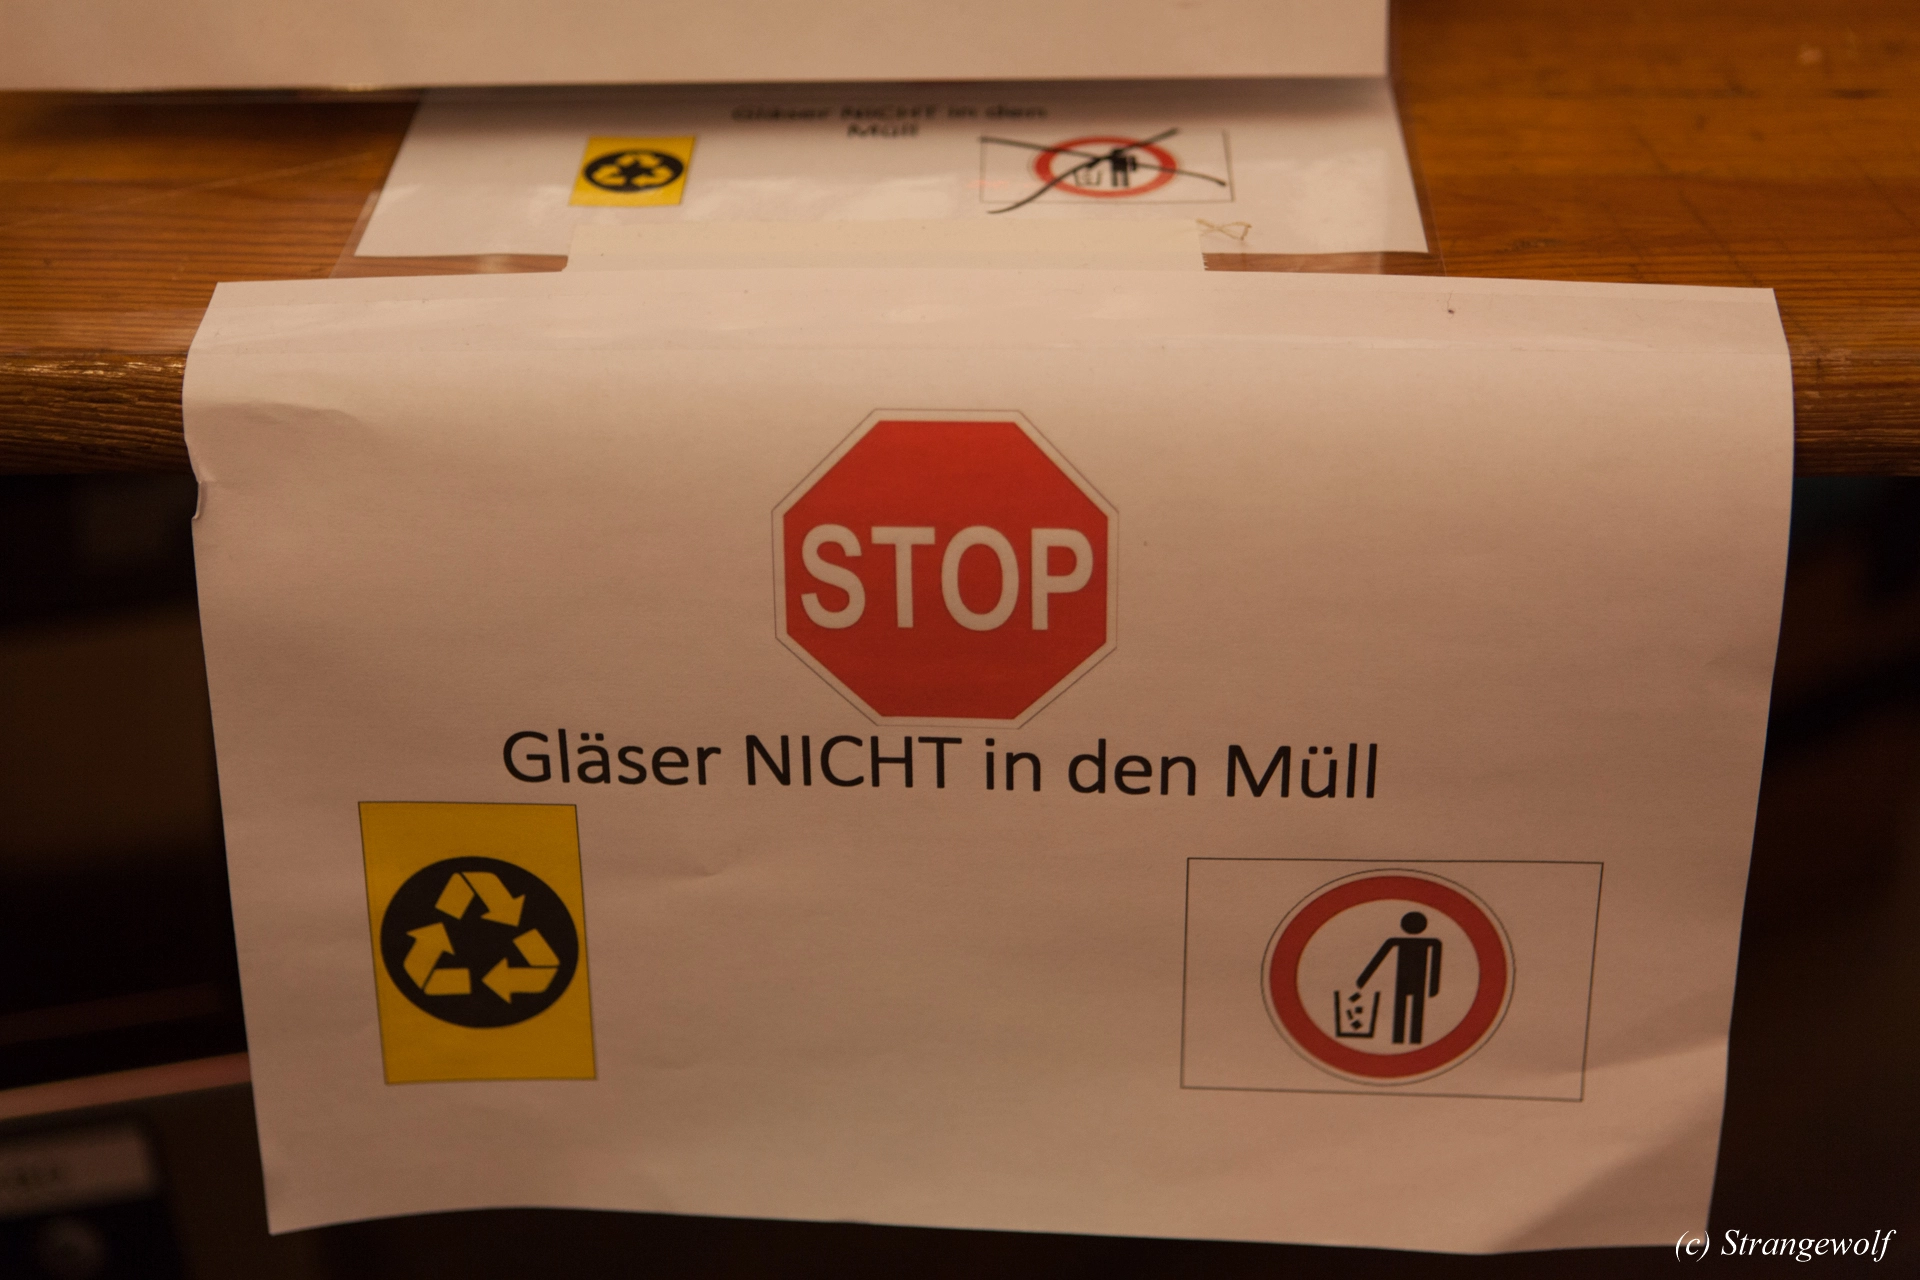 Gläser NICHT in den
Müll
STOP
Gläser NICHT in den Müll
(c) Strangewolf